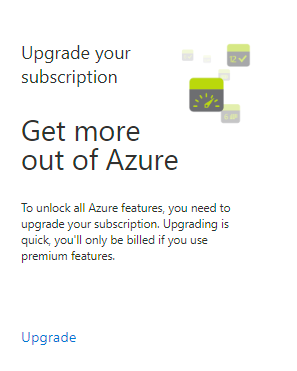 Upgrade your
subscription
Get more
out of Azure
To unlock all Azure features, you need to
upgrade your subscription. Upgrading is
quick, you'll only be billed if you use
premium features.
Upgrade
12